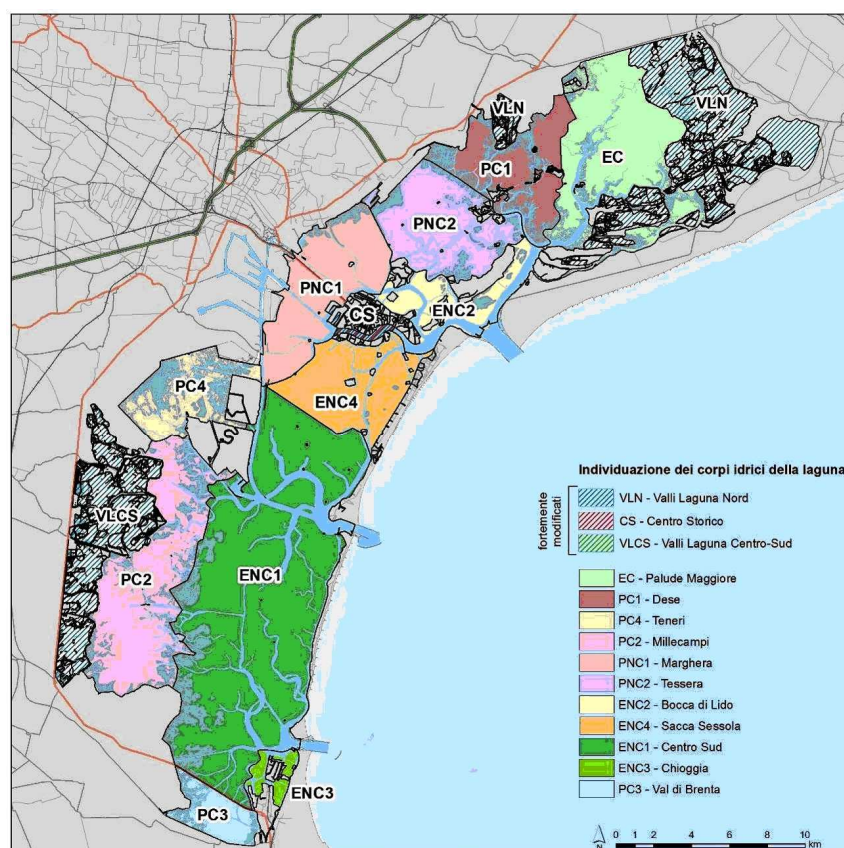 VLN
VLN
EC
PC1
PNC2
PNC1
ENC2
CS
PC4
ENC4
VLCS
PC2
ENC1
ENC3
PC3
Individuazione dei corpi idrici della laguna
fortemente
modificati
VLN - Valli Laguna Nord
CS - Centro Storico
VLCS - Valli Laguna Centro-Sud
EC - Palude Maggiore
PC1 - Dese
PC4 - Teneri
PC2 - Millecampi
PNC1 - Marghera
PNC2 - Tessera
ENC2 - Bocca di Lido
ENC4 - Sacca Sessola
ENC1 - Centro Sud
ENC3 - Chioggia
PC3 - Val di Brenta
N
0 1 2 4 6 8 10
km